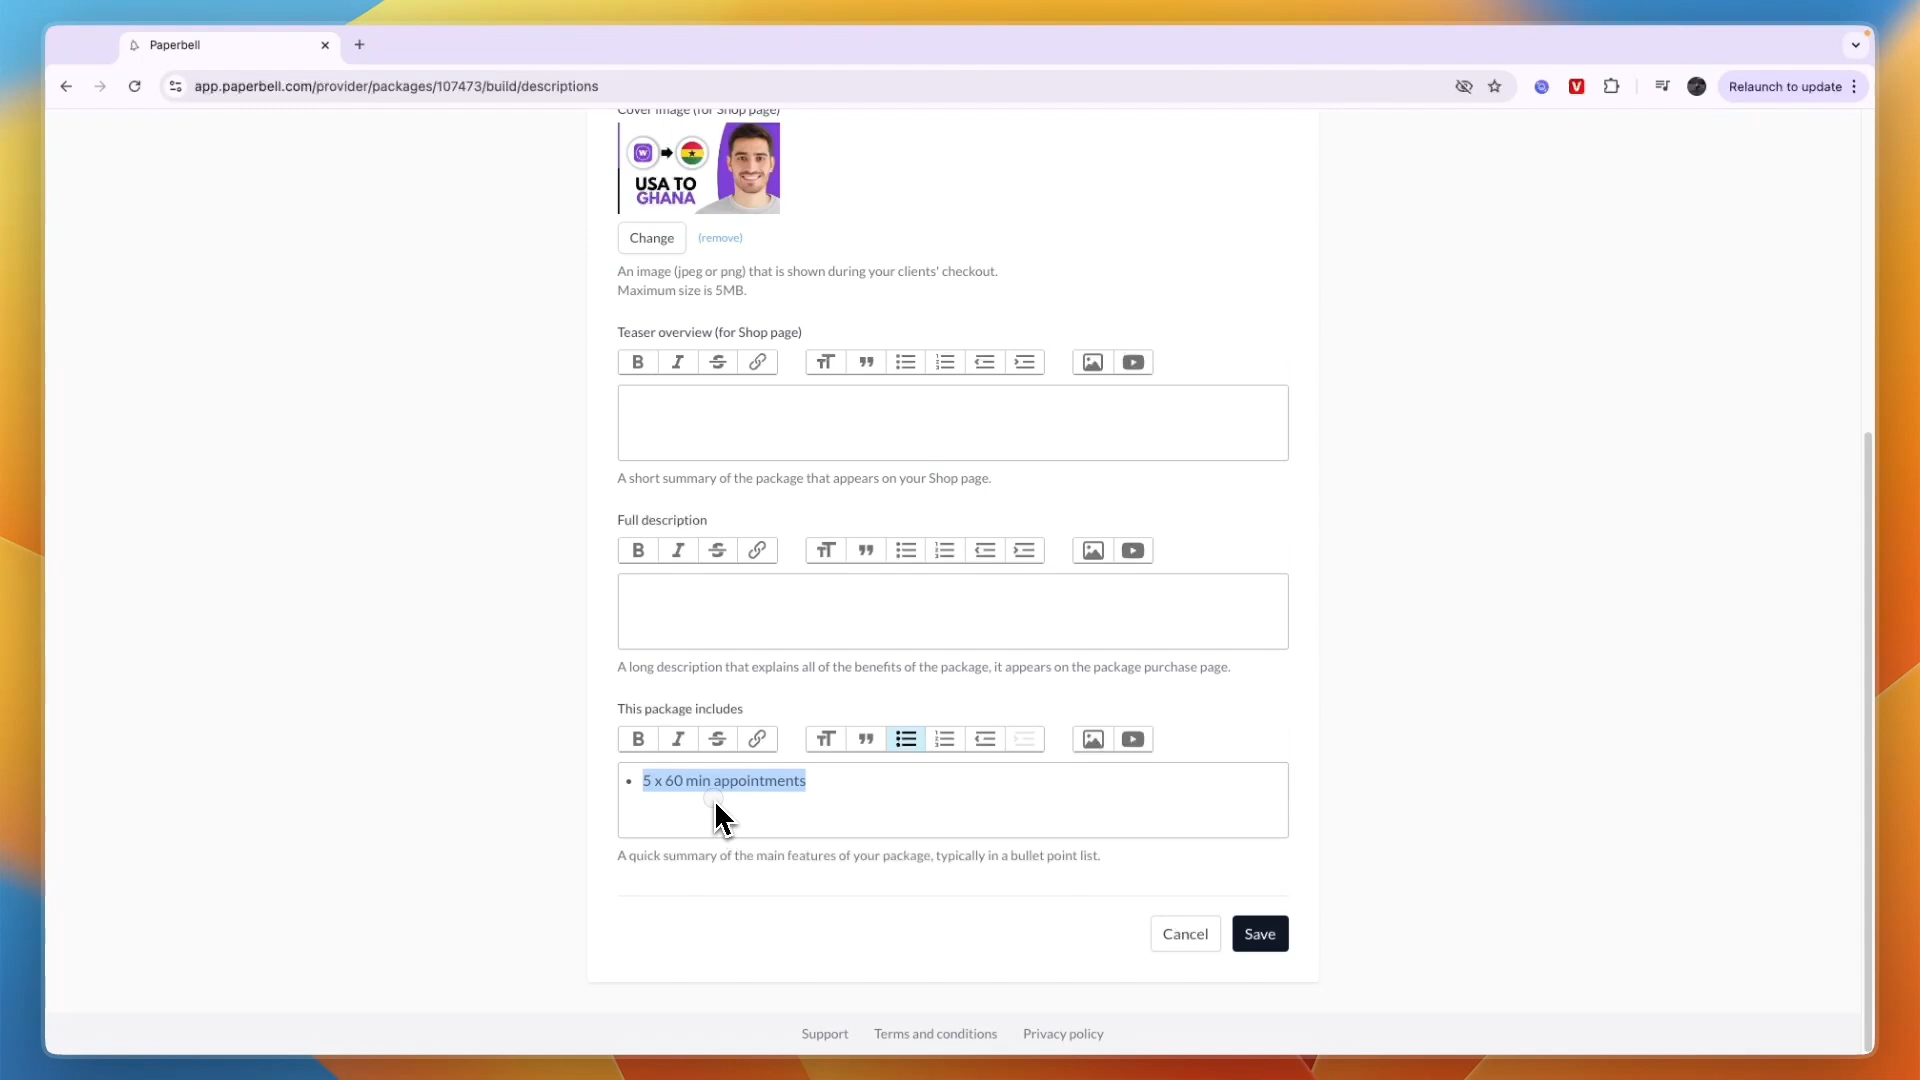 Paperbell
app.paperbell.com/provider/packages/107473/build/descriptions
Relaunch to update
Cover image (for Shop page)
W
USA TO
GHANA
Change (remove)
An image (jpeg or png) that is shown during your clients' checkout.
Maximum size is 5MB.
Teaser overview (for Shop page)
A short summary of the package that appears on your Shop page.
Full description
A long description that explains all of the benefits of the package, it appears on the package purchase page.
This package includes
• 5 x 60 min appointments
A quick summary of the main features of your package, typically in a bullet point list.
Cancel Save
Support Terms and conditions Privacy policy